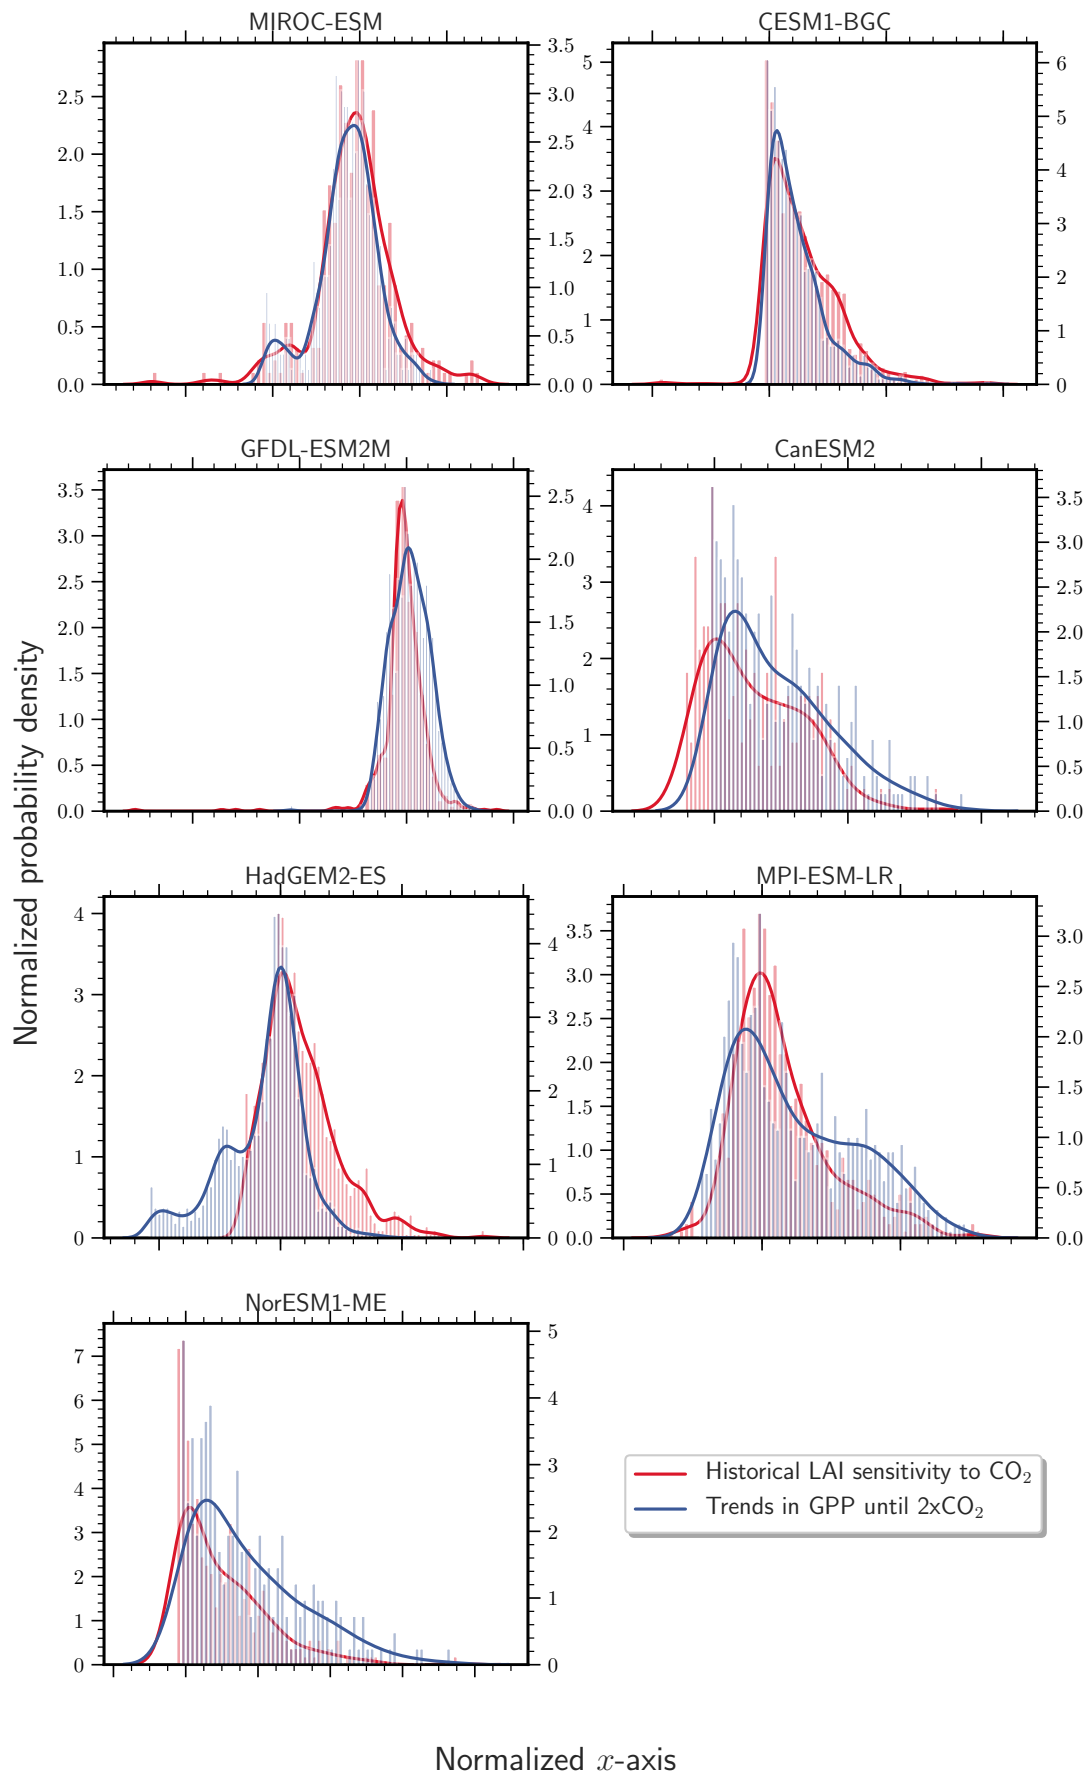 MIROC-ESM
CESM1-BGC
0.0 0.5 1.0 1.5 2.0 2.5
0.0 0.5 1.0 1.5 2.0 2.5 3.0 3.5
0 1 2 3 4 5
0 1 2 3 4 5 6
GFDL-ESM2M
CanESM2
0.0 0.5 1.0 1.5 2.0 2.5 3.0 3.5
0.0 0.5 1.0 1.5 2.0 2.5
0 1 2 3 4
0.0 0.5 1.0 1.5 2.0 2.5 3.0 3.5
Normalized probability density
HadGEM2-ES
MPI-ESM-LR
0 1 2 3 4
0 1 2 3 4
0.0 0.5 1.0 1.5 2.0 2.5 3.0 3.5
0.0 0.5 1.0 1.5 2.0 2.5 3.0
NorESM1-ME
0 1 2 3 4 5 6 7
0 1 2 3 4 5
Historical LAI sensitivity to CO₂
Trends in GPP until 2xCO₂
Normalized x-axis